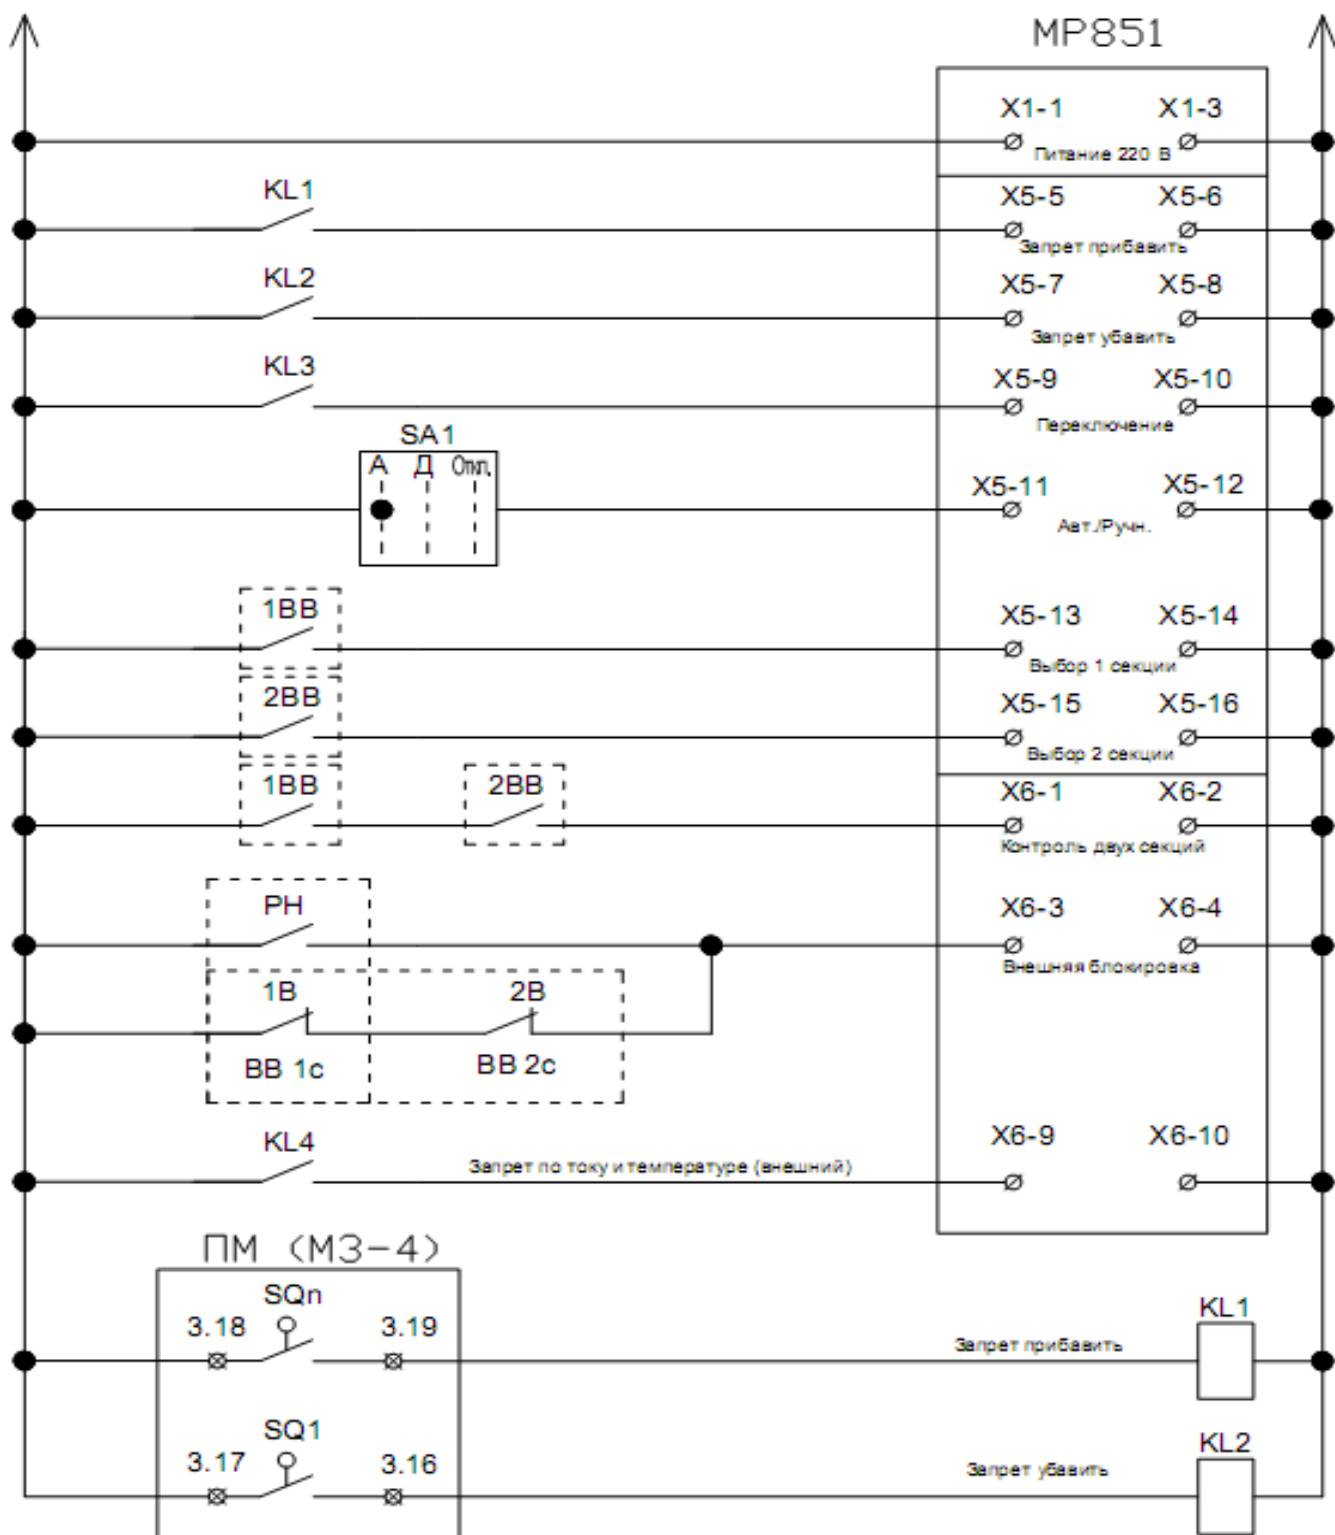 МР851
X1-1 X1-3
Питание 220 В
KL1
X5-5 X5-6
Запрет прибавить
KL2
X5-7 X5-8
Запрет убавить
KL3
X5-9 X5-10
Переключение
SA1
А Д Откл.
X5-11 X5-12
Авт./Ручн.
1ВВ
X5-13 X5-14
Выбор 1 секции
2ВВ
X5-15 X5-16
Выбор 2 секции
1ВВ 2ВВ
X6-1 X6-2
Контроль двух секций
РН
X6-3 X6-4
Внешняя блокировка
1В 2В
ВВ 1с ВВ 2с
KL4
X6-9 X6-10
Запрет по току и температуре (внешний)
ПМ (МЗ-4)
SQn
3.18 3.19
KL1
Запрет прибавить
SQ1
3.17 3.16
KL2
Запрет убавить